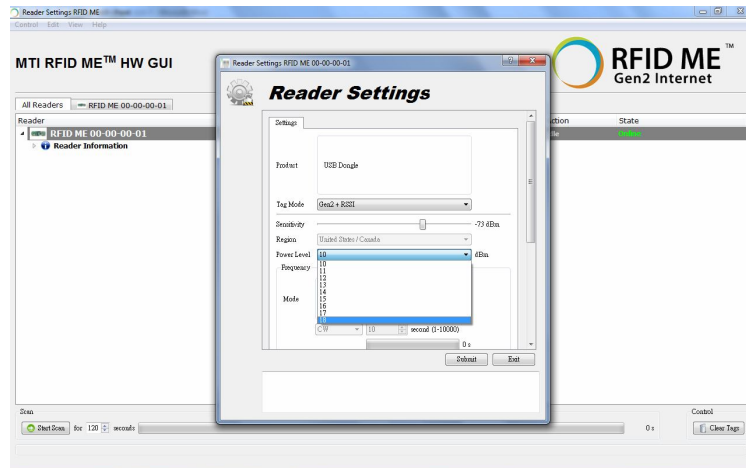 Reader Settings RFID ME
Control Edit View Help
MTI RFID ME™ HW GUI
RFID ME™
Gen2 Internet
All Readers
RFID ME 00-00-00-01
Reader
State
RFID ME 00-00-00-01
Online
Reader Information
Reader Settings RFID ME 00-00-00-01
Reader Settings
Settings
Product USB Dongle
Tag Mode Gen2 + RSSI
Sensitivity -73 dBm
Region United States / Canada
Power Level 10 dBm
Frequency
10
11
12
13
14
Mode
15
16
17
18
CW 10 second (1-10000)
0 s
Submit Exit
Scan
Start Scan for 120 seconds
0 s
Control
Clear Tags